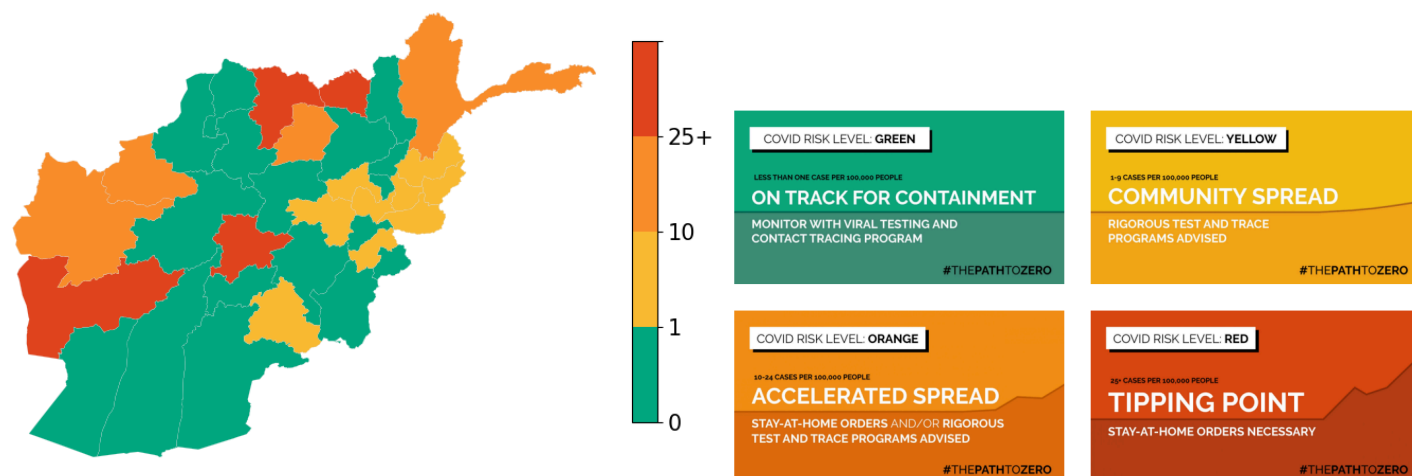 25+
10
1
0
COVID RISK LEVEL: GREEN
LESS THAN ONE CASE PER 100,000 PEOPLE
ON TRACK FOR CONTAINMENT
MONITOR WITH VIRAL TESTING AND
CONTACT TRACING PROGRAM
#THEPATHTOZERO
COVID RISK LEVEL: YELLOW
1-9 CASES PER 100,000 PEOPLE
COMMUNITY SPREAD
RIGOROUS TEST AND TRACE
PROGRAMS ADVISED
#THEPATHTOZERO
COVID RISK LEVEL: ORANGE
10-24 CASES PER 100,000 PEOPLE
ACCELERATED SPREAD
STAY-AT-HOME ORDERS AND/OR RIGOROUS
TEST AND TRACE PROGRAMS ADVISED
#THEPATHTOZERO
COVID RISK LEVEL: RED
25+ CASES PER 100,000 PEOPLE
TIPPING POINT
STAY-AT-HOME ORDERS NECESSARY
#THEPATHTOZERO